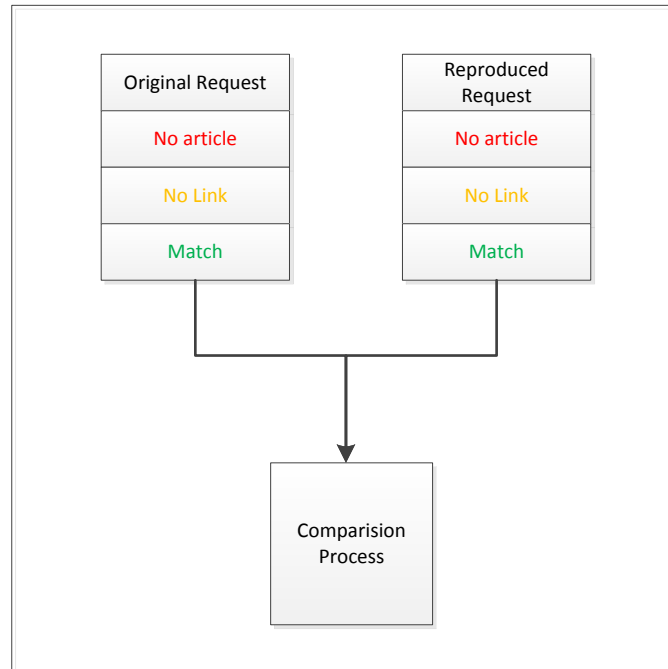 Original Request
No article
No Link
Match
Reproduced
Request
No article
No Link
Match
Comparision
Process